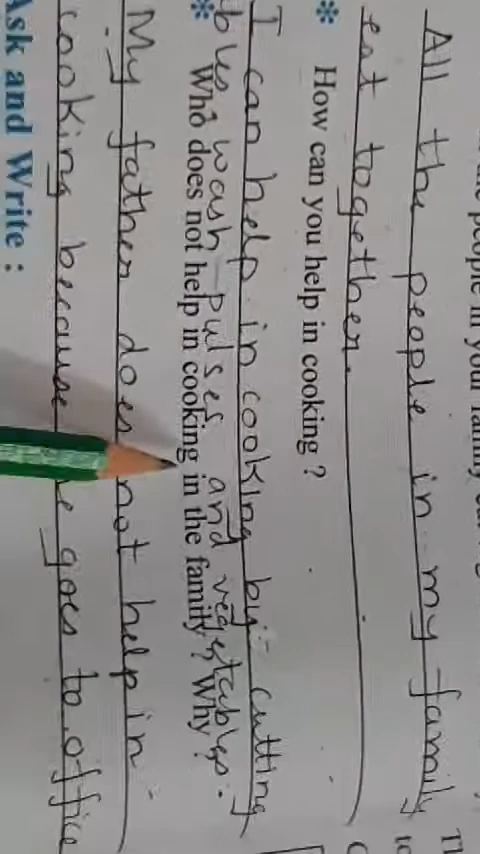 the people in your family
All the people in my family
eat together.
* How can you help in cooking ?
I can help in cooking by cutting
wash pulses and vegetables.
* Who does not help in cooking in the family ? Why ?
My father does not help in
cooking because he goes to office
Ask and Write :